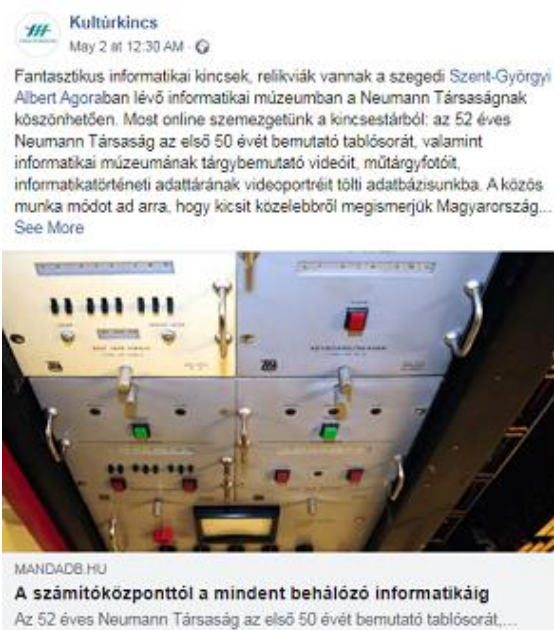 Kultúrkincs
May 2 at 12:30 AM ·
Fantasztikus informatikai kincsek, relikviák vannak a szegedi Szent-Györgyi
Albert Agoraban lévő informatikai múzeumban a Neumann Társaságnak
köszönhetően. Most online szemezgetünk a kincsestárból: az 52 éves
Neumann Társaság az első 50 évét bemutató tablósorát, valamint
informatikai múzeumának tárgybemutató videóit, műtárgyfotóit,
informatikatörténeti adattárának videoportréit tölti adatbázisunkba. A közös
munka módot ad arra, hogy kicsit közelebbről megismerjük Magyarország...
See More
MANDADB.HU
A számítóközponttól a mindent behálózó informatikáig
Az 52 éves Neumann Társaság az első 50 évét bemutató tablósorát,...